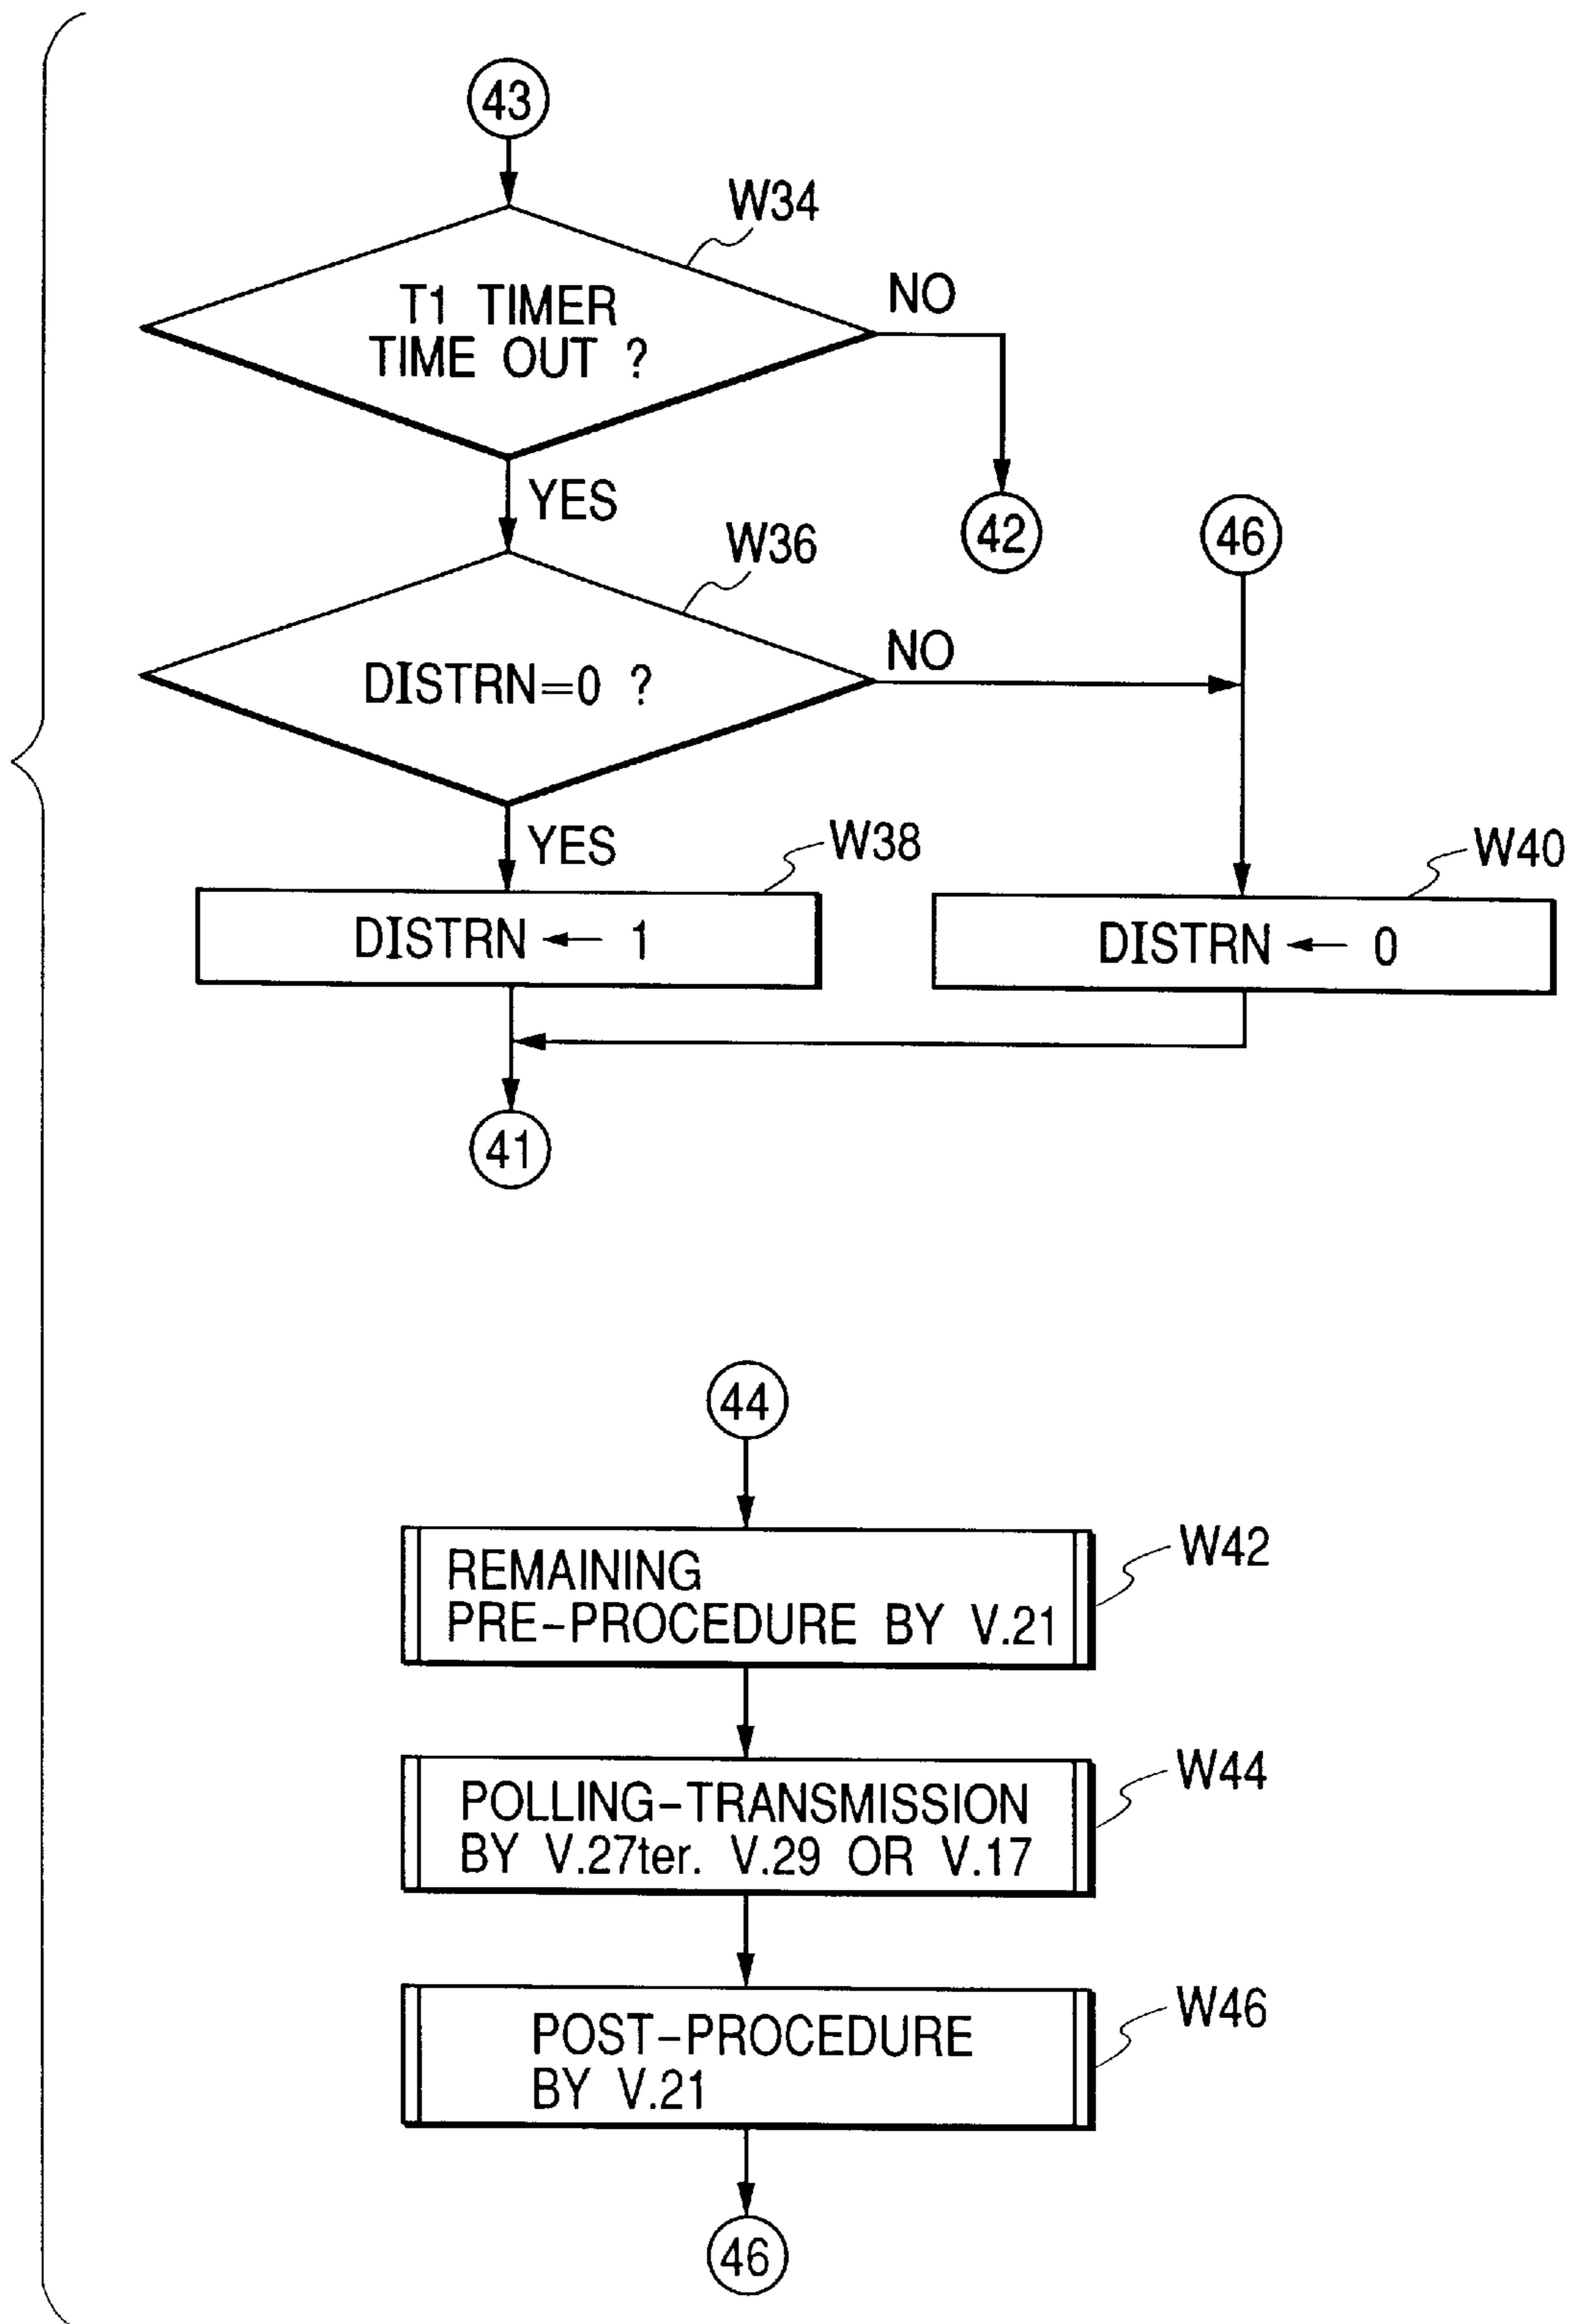 43
W34
T1 TIMER
TIME OUT ?
NO
YES
42
46
W36
DISTRN=0 ?
NO
YES
W38
W40
DISTRN ← 1
DISTRN ← 0
41
44
W42
REMAINING
PRE-PROCEDURE BY V.21
W44
POLLING-TRANSMISSION
BY V.27ter. V.29 OR V.17
W46
POST-PROCEDURE
BY V.21
46